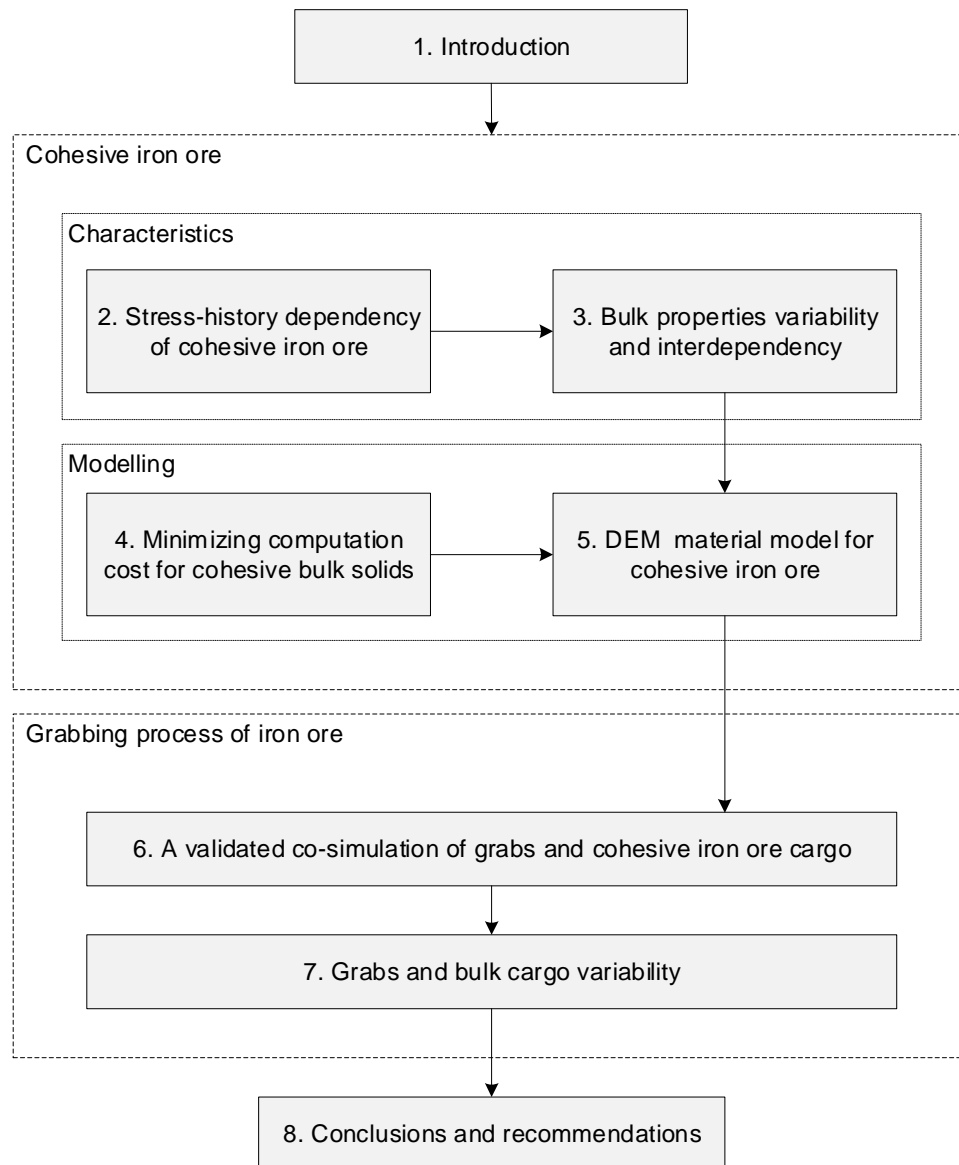 1. Introduction
Cohesive iron ore
Characteristics
2. Stress-history dependency
of cohesive iron ore
3. Bulk properties variability
and interdependency
Modelling
4. Minimizing computation
cost for cohesive bulk solids
5. DEM material model for
cohesive iron ore
Grabbing process of iron ore
6. A validated co-simulation of grabs and cohesive iron ore cargo
7. Grabs and bulk cargo variability
8. Conclusions and recommendations